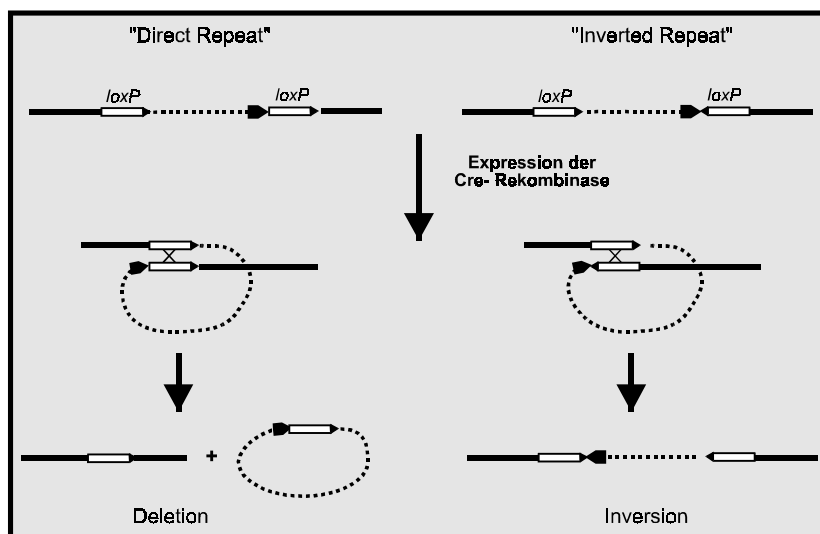 "Direct Repeat"
"Inverted Repeat"
loxP
loxP
loxP
loxP
Expression der
Cre- Rekombinase
+
Deletion
Inversion